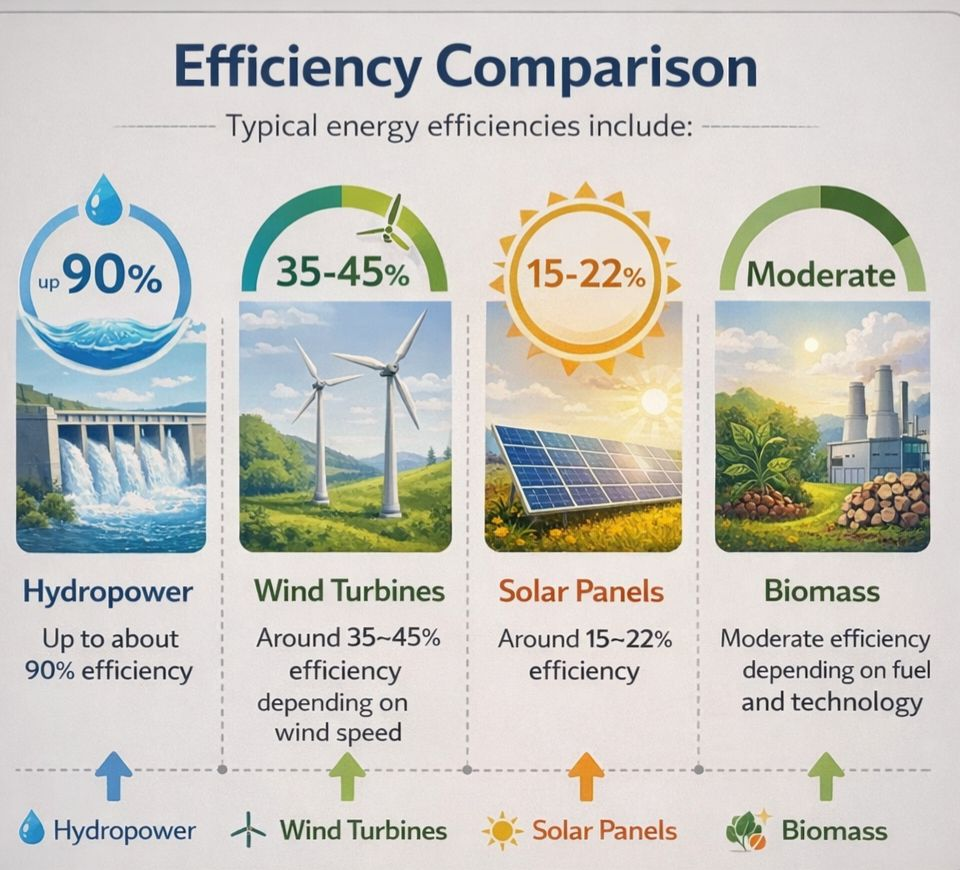 Efficiency Comparison
Typical energy efficiencies include:
up 90%
35-45%
15-22%
Moderate
Hydropower
Up to about
90% efficiency
Wind Turbines
Around 35~45%
efficiency
depending on
wind speed
Solar Panels
Around 15~22%
efficiency
Biomass
Moderate efficiency
depending on fuel
and technology
Hydropower
Wind Turbines
Solar Panels
Biomass